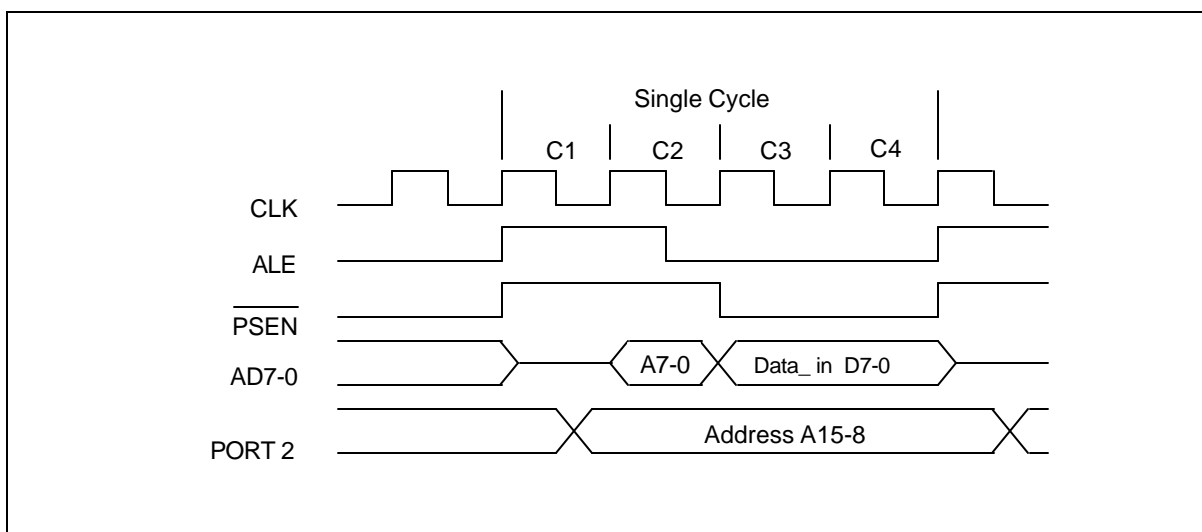 Single Cycle
C1 C2 C3 C4
CLK
ALE
PSEN
AD7-0 A7-0 Data_ in D7-0
PORT 2 Address A15-8